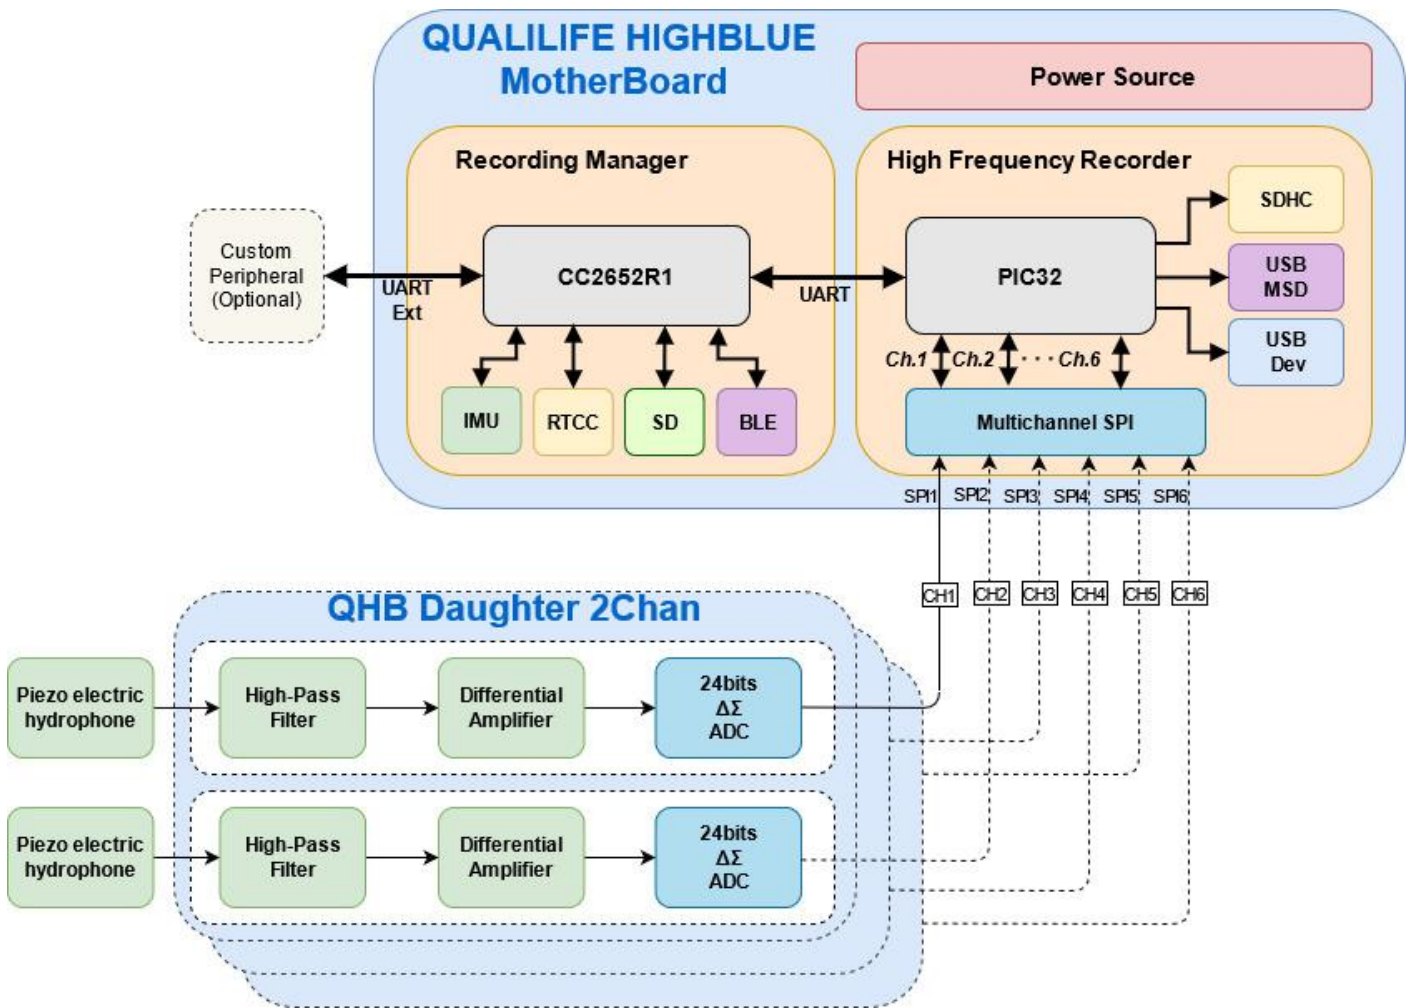 QUALILIFE HIGHBLUE
MotherBoard
Power Source
Recording Manager
High Frequency Recorder
Custom
Peripheral
(Optional)
UART
Ext
CC2652R1
UART
PIC32
SDHC
USB
MSD
USB
Dev
IMU
RTCC
SD
BLE
Ch.1
Ch.2
···
Ch.6
Multichannel SPI
SPI1
SPI2
SPI3
SPI4
SPI5
SPI6
CH1
CH2
CH3
CH4
CH5
CH6
QHB Daughter 2Chan
Piezo electric
hydrophone
High-Pass
Filter
Differential
Amplifier
24bits
ΔΣ
ADC
Piezo electric
hydrophone
High-Pass
Filter
Differential
Amplifier
24bits
ΔΣ
ADC